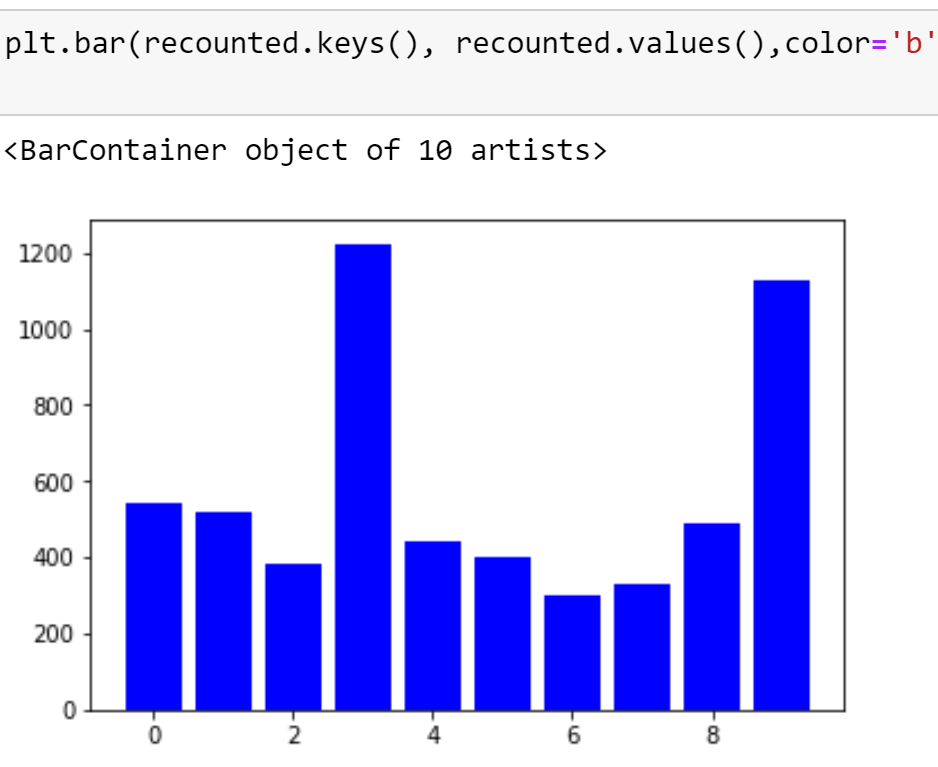 plt.bar(recounted.keys(), recounted.values(),color='b'
<BarContainer object of 10 artists>
1200
1000
800
600
400
200
0
0 2 4 6 8